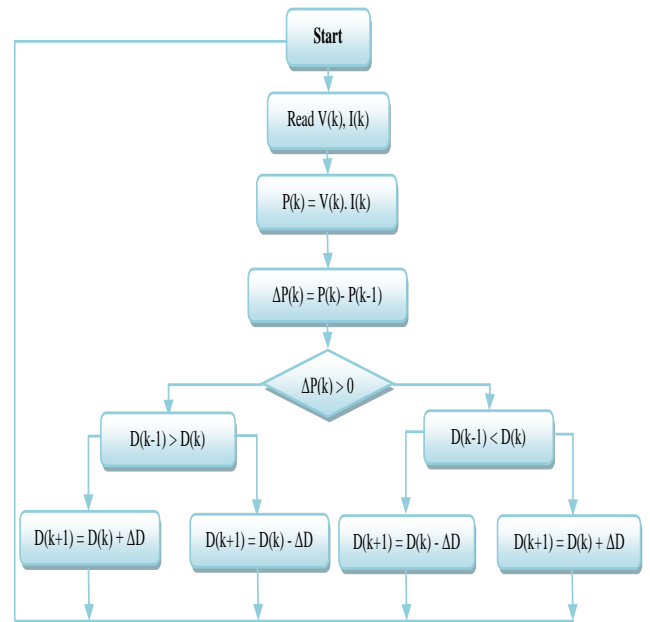 Start
Read V(k), I(k)
P(k) = V(k). I(k)
ΔP(k) = P(k)- P(k-1)
ΔP(k) > 0
D(k-1) > D(k)
D(k-1) < D(k)
D(k+1) = D(k) + ΔD
D(k+1) = D(k) - ΔD
D(k+1) = D(k) - ΔD
D(k+1) = D(k) + ΔD